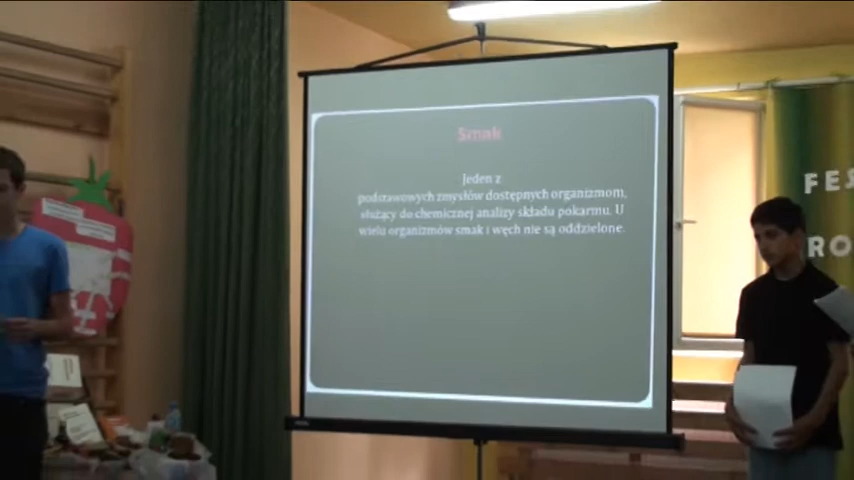 Smak
Jeden z
podstawowych zmysłów dostępnych organizmom,
służący do chemicznej analizy składu pokarmu. U
wielu organizmów smak i węch nie są oddzielone.
FES